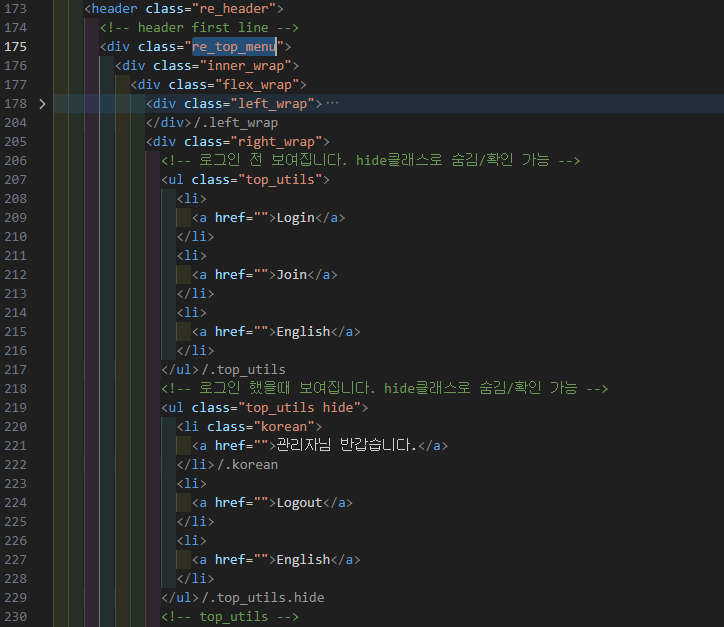 173 <header class="re_header">
174 <!-- header first line -->
175 <div class="re_top_menu">
176 <div class="inner_wrap">
177 <div class="flex_wrap">
178 > <div class="left_wrap">···
204 </div>/.left_wrap
205 <div class="right_wrap">
206 <!-- 로그인 전 보여집니다. hide클래스로 숨김/확인 가능 -->
207 <ul class="top_utils">
208 <li>
209 <a href="">Login</a>
210 </li>
211 <li>
212 <a href="">Join</a>
213 </li>
214 <li>
215 <a href="">English</a>
216 </li>
217 </ul>/.top_utils
218 <!-- 로그인 했을때 보여집니다. hide클래스로 숨김/확인 가능 -->
219 <ul class="top_utils hide">
220 <li class="korean">
221 <a href="">관리자님 반갑습니다.</a>
222 </li>/.korean
223 <li>
224 <a href="">Logout</a>
225 </li>
226 <li>
227 <a href="">English</a>
228 </li>
229 </ul>/.top_utils.hide
230 <!-- top_utils -->